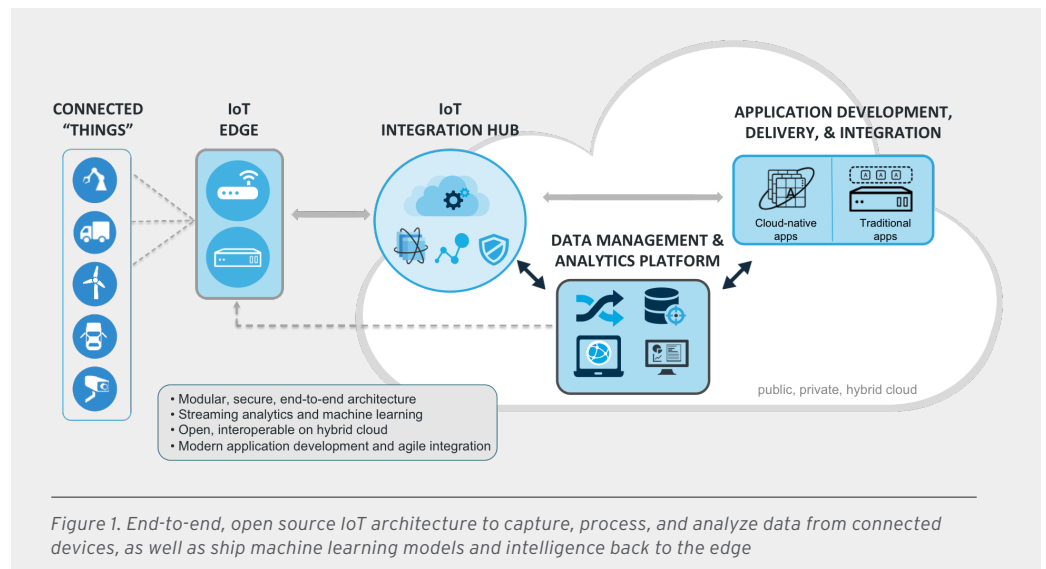 CONNECTED
“THINGS”
IoT
EDGE
IoT
INTEGRATION HUB
APPLICATION DEVELOPMENT,
DELIVERY, & INTEGRATION
A
A A A
Cloud-native
apps
Traditional
apps
DATA MANAGEMENT &
ANALYTICS PLATFORM
public, private, hybrid cloud
• Modular, secure, end-to-end architecture
• Streaming analytics and machine learning
• Open, interoperable on hybrid cloud
• Modern application development and agile integration
Figure 1. End-to-end, open source IoT architecture to capture, process, and analyze data from connected
devices, as well as ship machine learning models and intelligence back to the edge